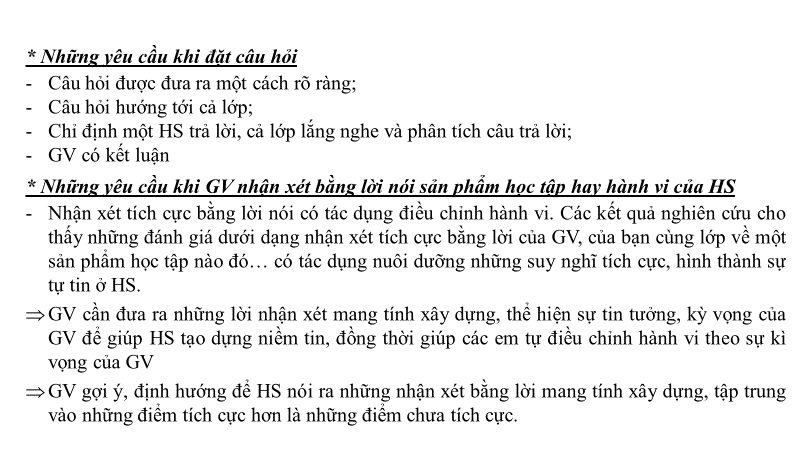 * Những yêu cầu khi đặt câu hỏi
- Câu hỏi được đưa ra một cách rõ ràng;
- Câu hỏi hướng tới cả lớp;
- Chỉ định một HS trả lời, cả lớp lắng nghe và phân tích câu trả lời;
- GV có kết luận
* Những yêu cầu khi GV nhận xét bằng lời nói sản phẩm học tập hay hành vi của HS
- Nhận xét tích cực bằng lời nói có tác dụng điều chỉnh hành vi. Các kết quả nghiên cứu cho
thấy những đánh giá dưới dạng nhận xét tích cực bằng lời của GV, của bạn cùng lớp về một
sản phẩm học tập nào đó… có tác dụng nuôi dưỡng những suy nghĩ tích cực, hình thành sự
tự tin ở HS.
⇒ GV cần đưa ra những lời nhận xét mang tính xây dựng, thể hiện sự tin tưởng, kỳ vọng của
GV để giúp HS tạo dựng niềm tin, đồng thời giúp các em tự điều chỉnh hành vi theo sự kì
vọng của GV
⇒ GV gợi ý, định hướng để HS nói ra những nhận xét bằng lời mang tính xây dựng, tập trung
vào những điểm tích cực hơn là những điểm chưa tích cực.